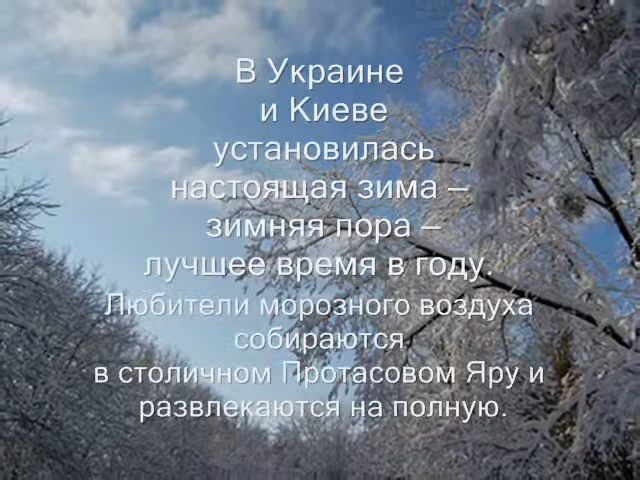 В Украине
и Киеве
установилась
настоящая зима –
зимняя пора –
лучшее время в году.
Любители морозного воздуха
собираются
в столичном Протасовом Яру и
развлекаются на полную.